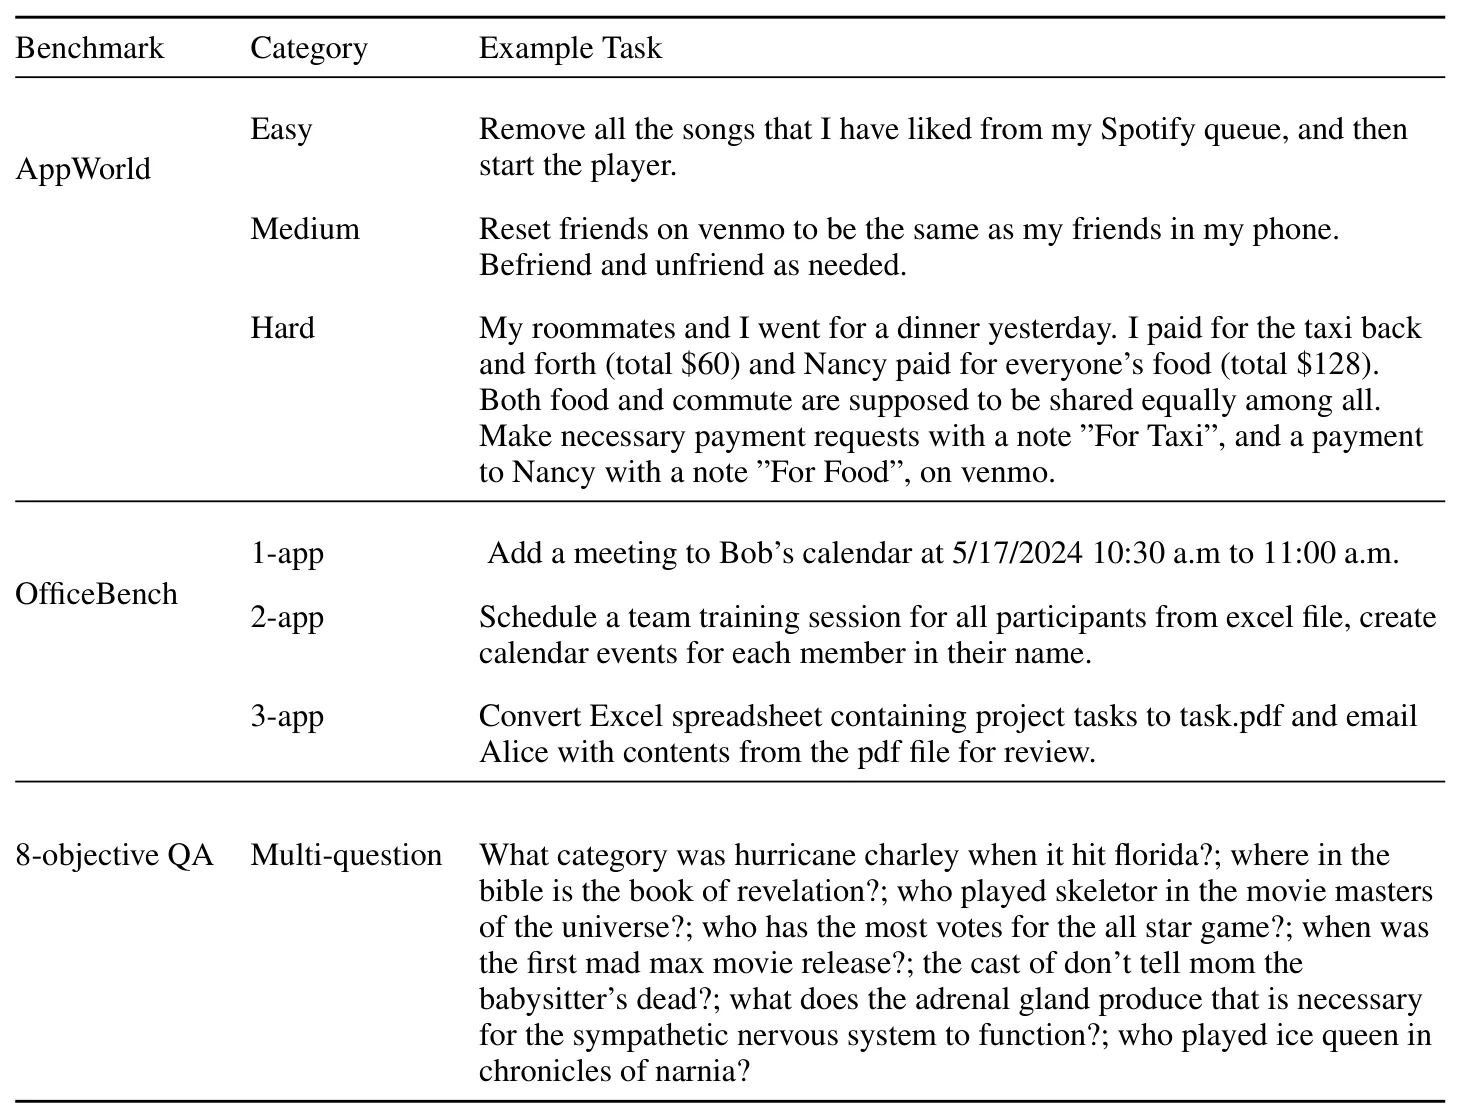 Benchmark Category Example Task
Easy Remove all the songs that I have liked from my Spotify queue, and then
AppWorld
start the player.
Medium Reset friends on venmo to be the same as my friends in my phone.
Befriend and unfriend as needed.
Hard My roommates and I went for a dinner yesterday. I paid for the taxi back
and forth (total $60) and Nancy paid for everyone’s food (total $128).
Both food and commute are supposed to be shared equally among all.
Make necessary payment requests with a note ”For Taxi”, and a payment
to Nancy with a note ”For Food”, on venmo.
1-app Add a meeting to Bob’s calendar at 5/17/2024 10:30 a.m to 11:00 a.m.
OfficeBench
2-app Schedule a team training session for all participants from excel file, create
calendar events for each member in their name.
3-app Convert Excel spreadsheet containing project tasks to task.pdf and email
Alice with contents from the pdf file for review.
8-objective QA Multi-question What category was hurricane charley when it hit florida?; where in the
bible is the book of revelation?; who played skeletor in the movie masters
of the universe?; who has the most votes for the all star game?; when was
the first mad max movie release?; the cast of don’t tell mom the
babysitter’s dead?; what does the adrenal gland produce that is necessary
for the sympathetic nervous system to function?; who played ice queen in
chronicles of narnia?